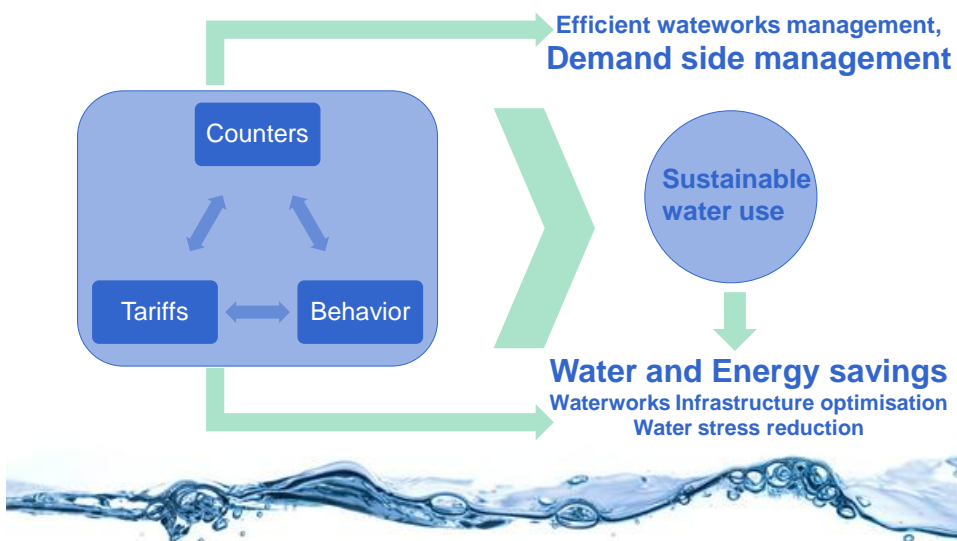 Efficient wateworks management,
Demand side management
Counters
Sustainable
water use
Tariffs
Behavior
Water and Energy savings
Waterworks Infrastructure optimisation
Water stress reduction